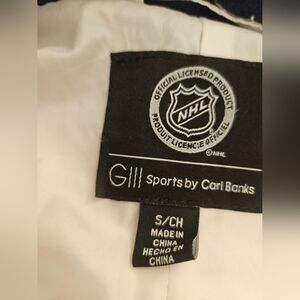 OFFICIAL LICENSED PRODUCT
NHL
PRODUIT LICENCIÉ OFFICIEL
©NHL
GIII Sports by Carl Banks
S/CH
MADE IN
CHINA
HECHO EN
CHINA